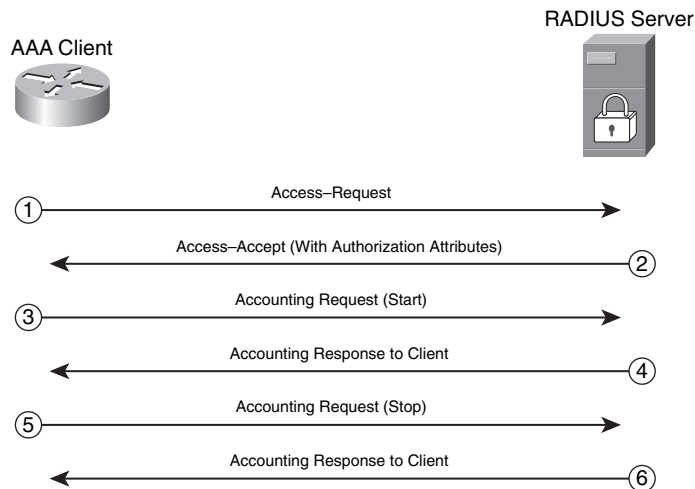 RADIUS Server
AAA Client
Access–Request
1
Access–Accept (With Authorization Attributes)
2
Accounting Request (Start)
3
Accounting Response to Client
4
Accounting Request (Stop)
5
Accounting Response to Client
6